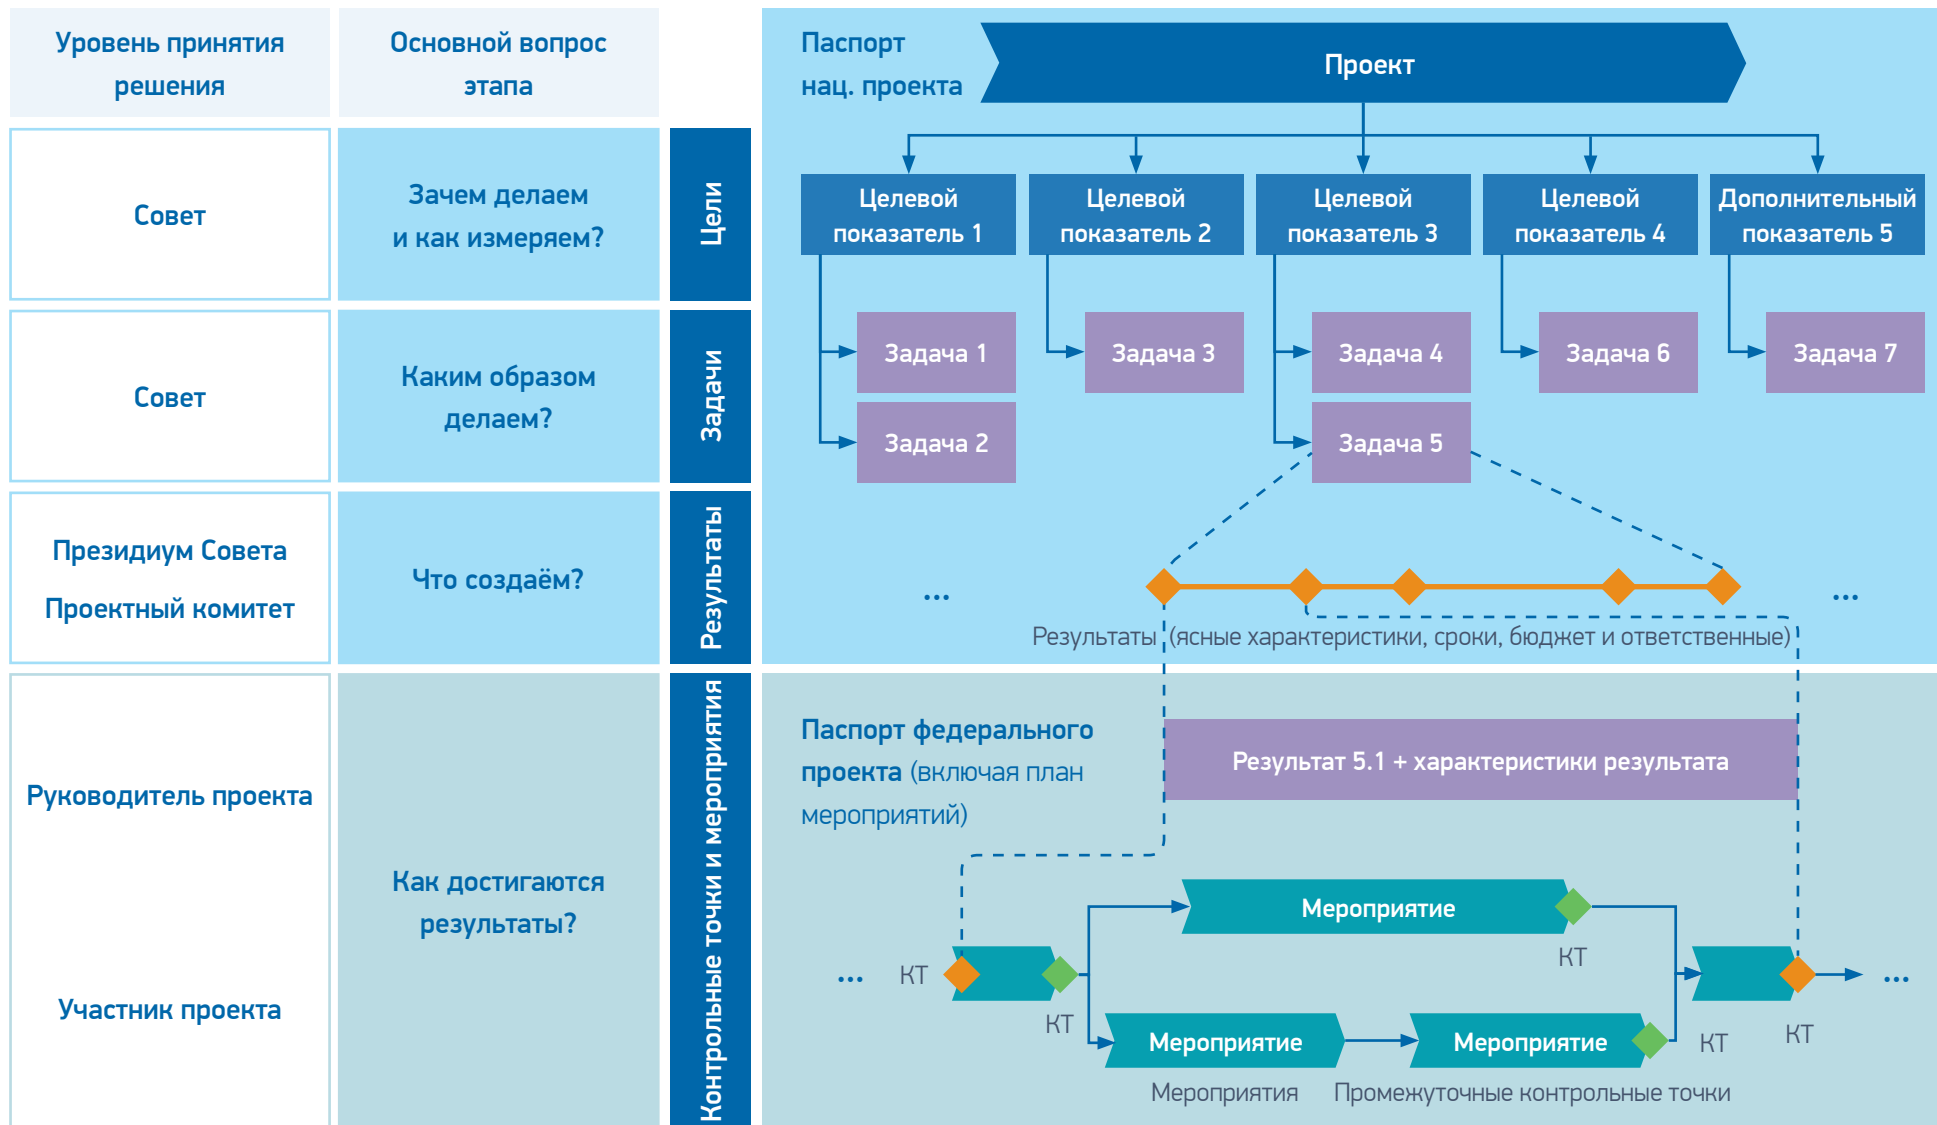 Уровень принятия
решения
Основной вопрос
этапа
Паспорт
нац. проекта
Проект
Совет
Зачем делаем
и как измеряем?
Цели
Целевой
показатель 1
Целевой
показатель 2
Целевой
показатель 3
Целевой
показатель 4
Дополнительный
показатель 5
Совет
Каким образом
делаем?
Задачи
Задача 1
Задача 3
Задача 4
Задача 6
Задача 7
Задача 2
Задача 5
Президиум Совета
Проектный комитет
Что создаём?
Результаты
...
...
Результаты (ясные характеристики, сроки, бюджет и ответственные)
Руководитель проекта
Участник проекта
Как достигаются
результаты?
Контрольные точки и мероприятия
Паспорт федерального
проекта (включая план
мероприятий)
Результат 5.1 + характеристики результата
Мероприятие
КТ
...
КТ
КТ
...
КТ
Мероприятие
Мероприятие
КТ
Мероприятия
Промежуточные контрольные точки